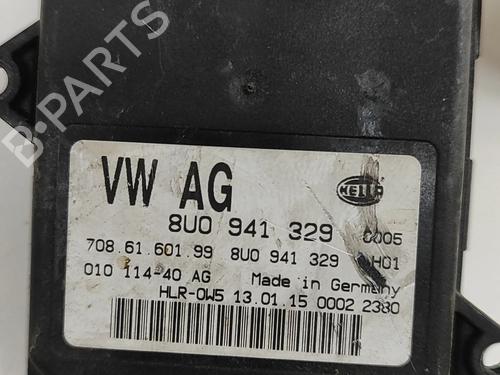 B-PARTS
VW AG
HELLA
8U0 941 329 0005
708.61.601.99 8U0 941 329 H01
010 114-40 AG Made in Germany
HLR-0W5 13.01.15 0002 2380